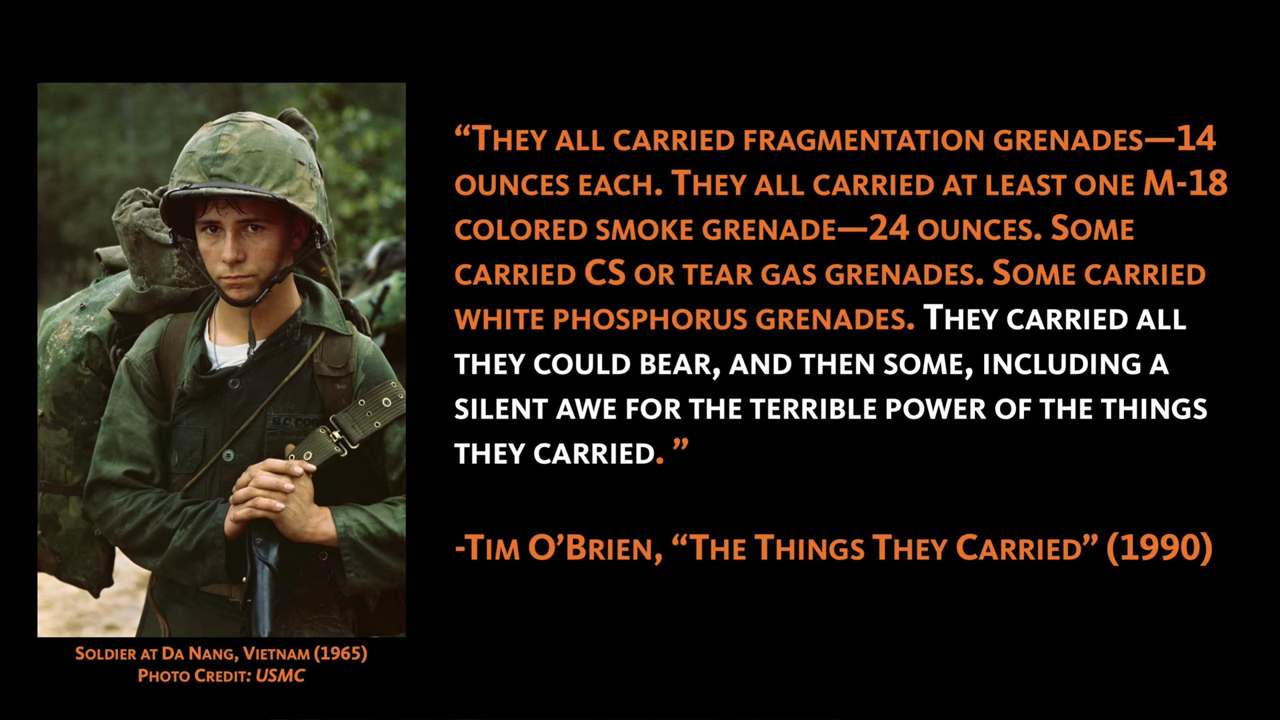 “They all carried fragmentation grenades—14
ounces each. They all carried at least one M-18
colored smoke grenade—24 ounces. Some
carried CS or tear gas grenades. Some carried
white phosphorus grenades. They carried all
they could bear, and then some, including a
silent awe for the terrible power of the things
they carried. ”
-Tim O’Brien, “The Things They Carried” (1990)
Soldier at Da Nang, Vietnam (1965)
Photo Credit: USMC